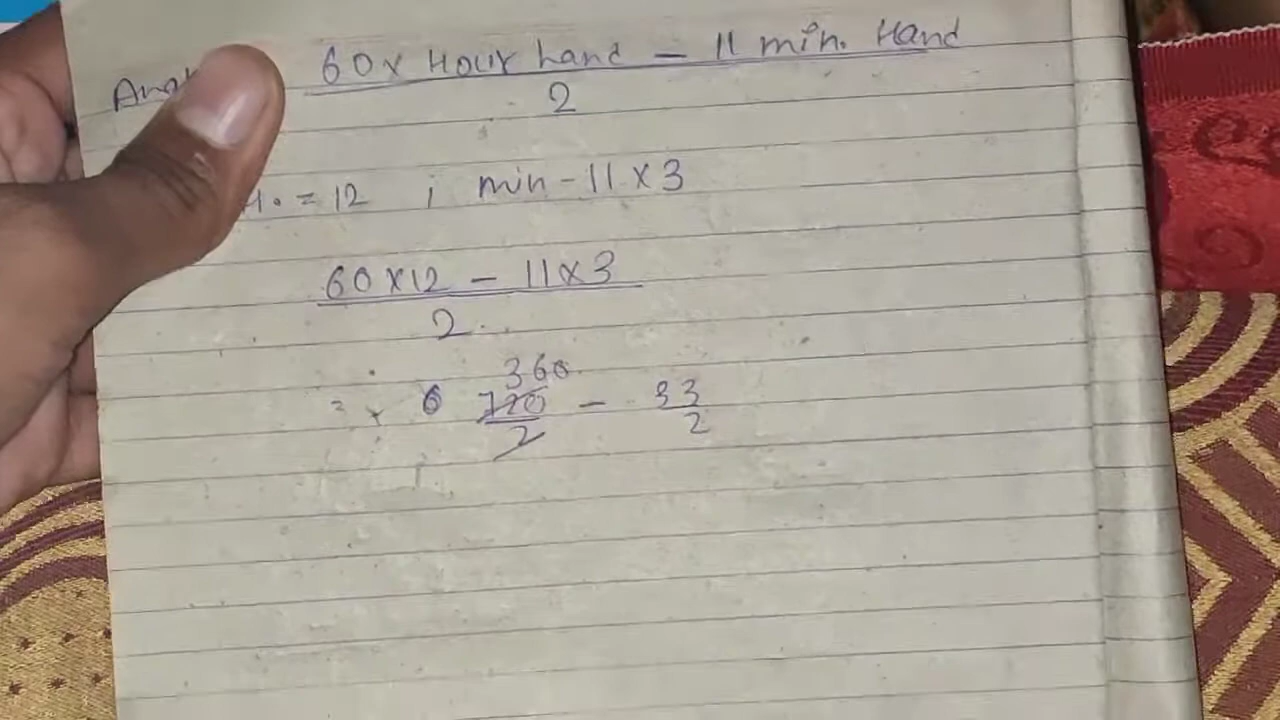 60 x Hour hand - 11 min. Hand
2
= 12 ; min - 11 x 3
60 x 12 - 11 x 3
2
360
= 6 720 - 33
2 2